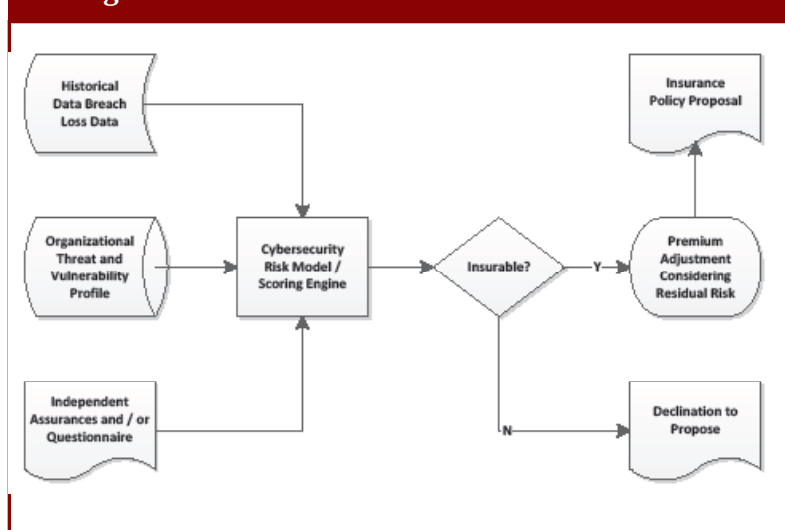 Historical
Data Breach
Loss Data
Insurance
Policy Proposal
Organizational
Threat and
Vulnerability
Profile
Cybersecurity
Risk Model /
Scoring Engine
Insurable?
Y
Premium
Adjustment
Considering
Residual Risk
Independent
Assurances and / or
Questionnaire
N
Declination to
Propose